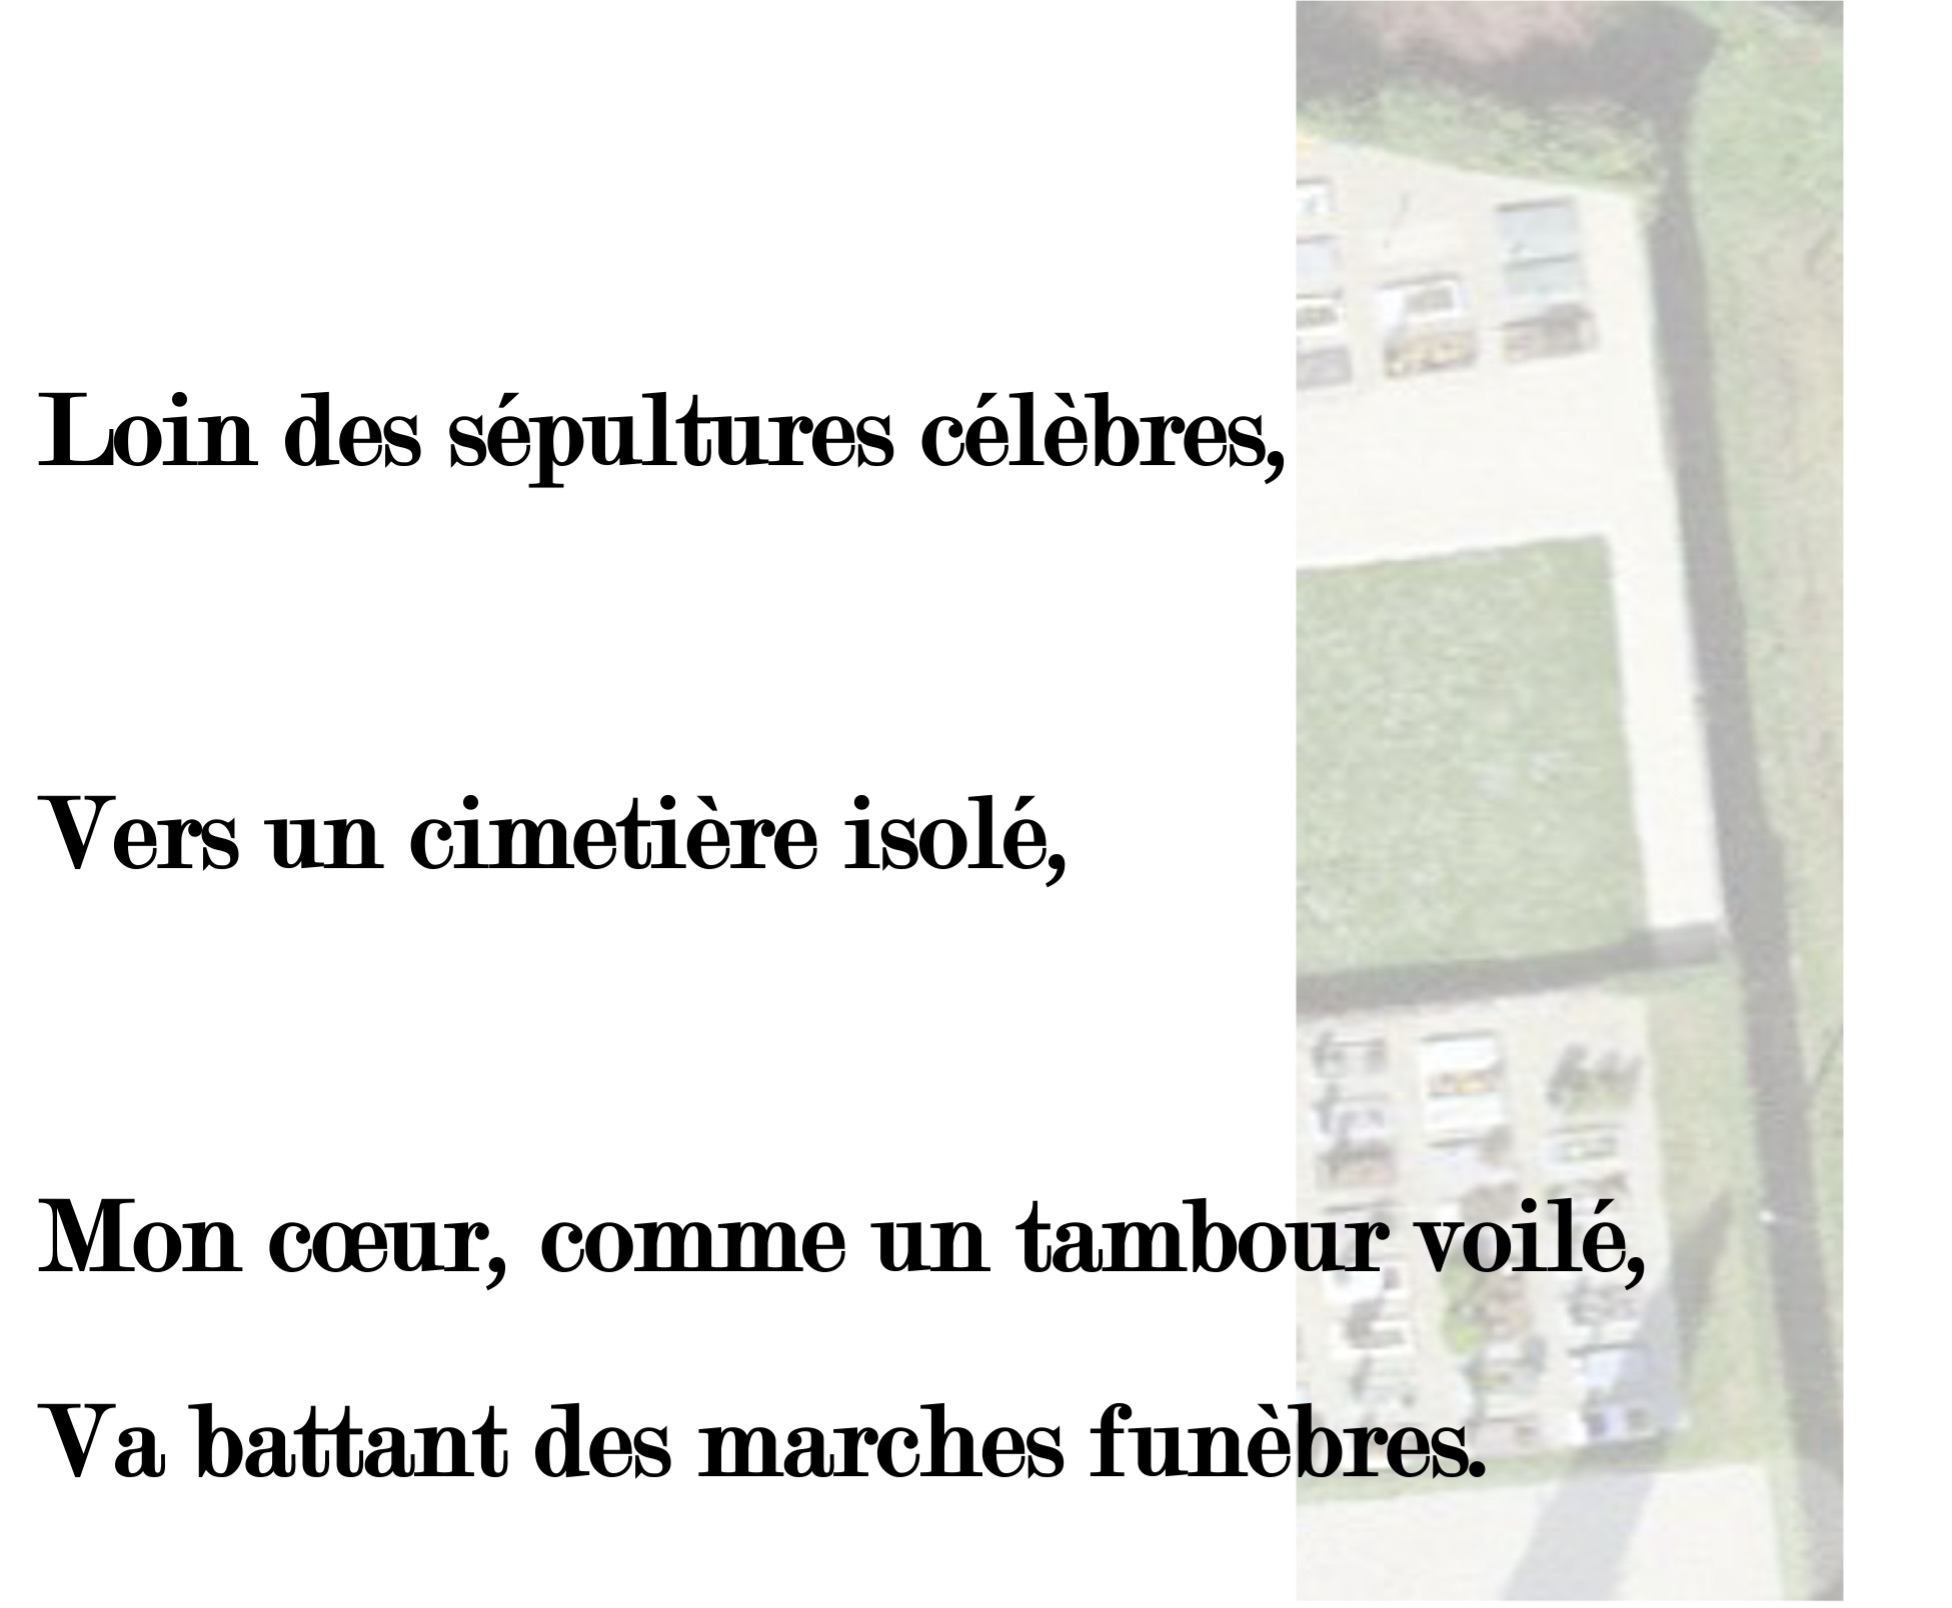 Loin des sépultures célèbres,
Vers un cimetière isolé,
Mon cœur, comme un tambour voilé,
Va battant des marches funèbres.